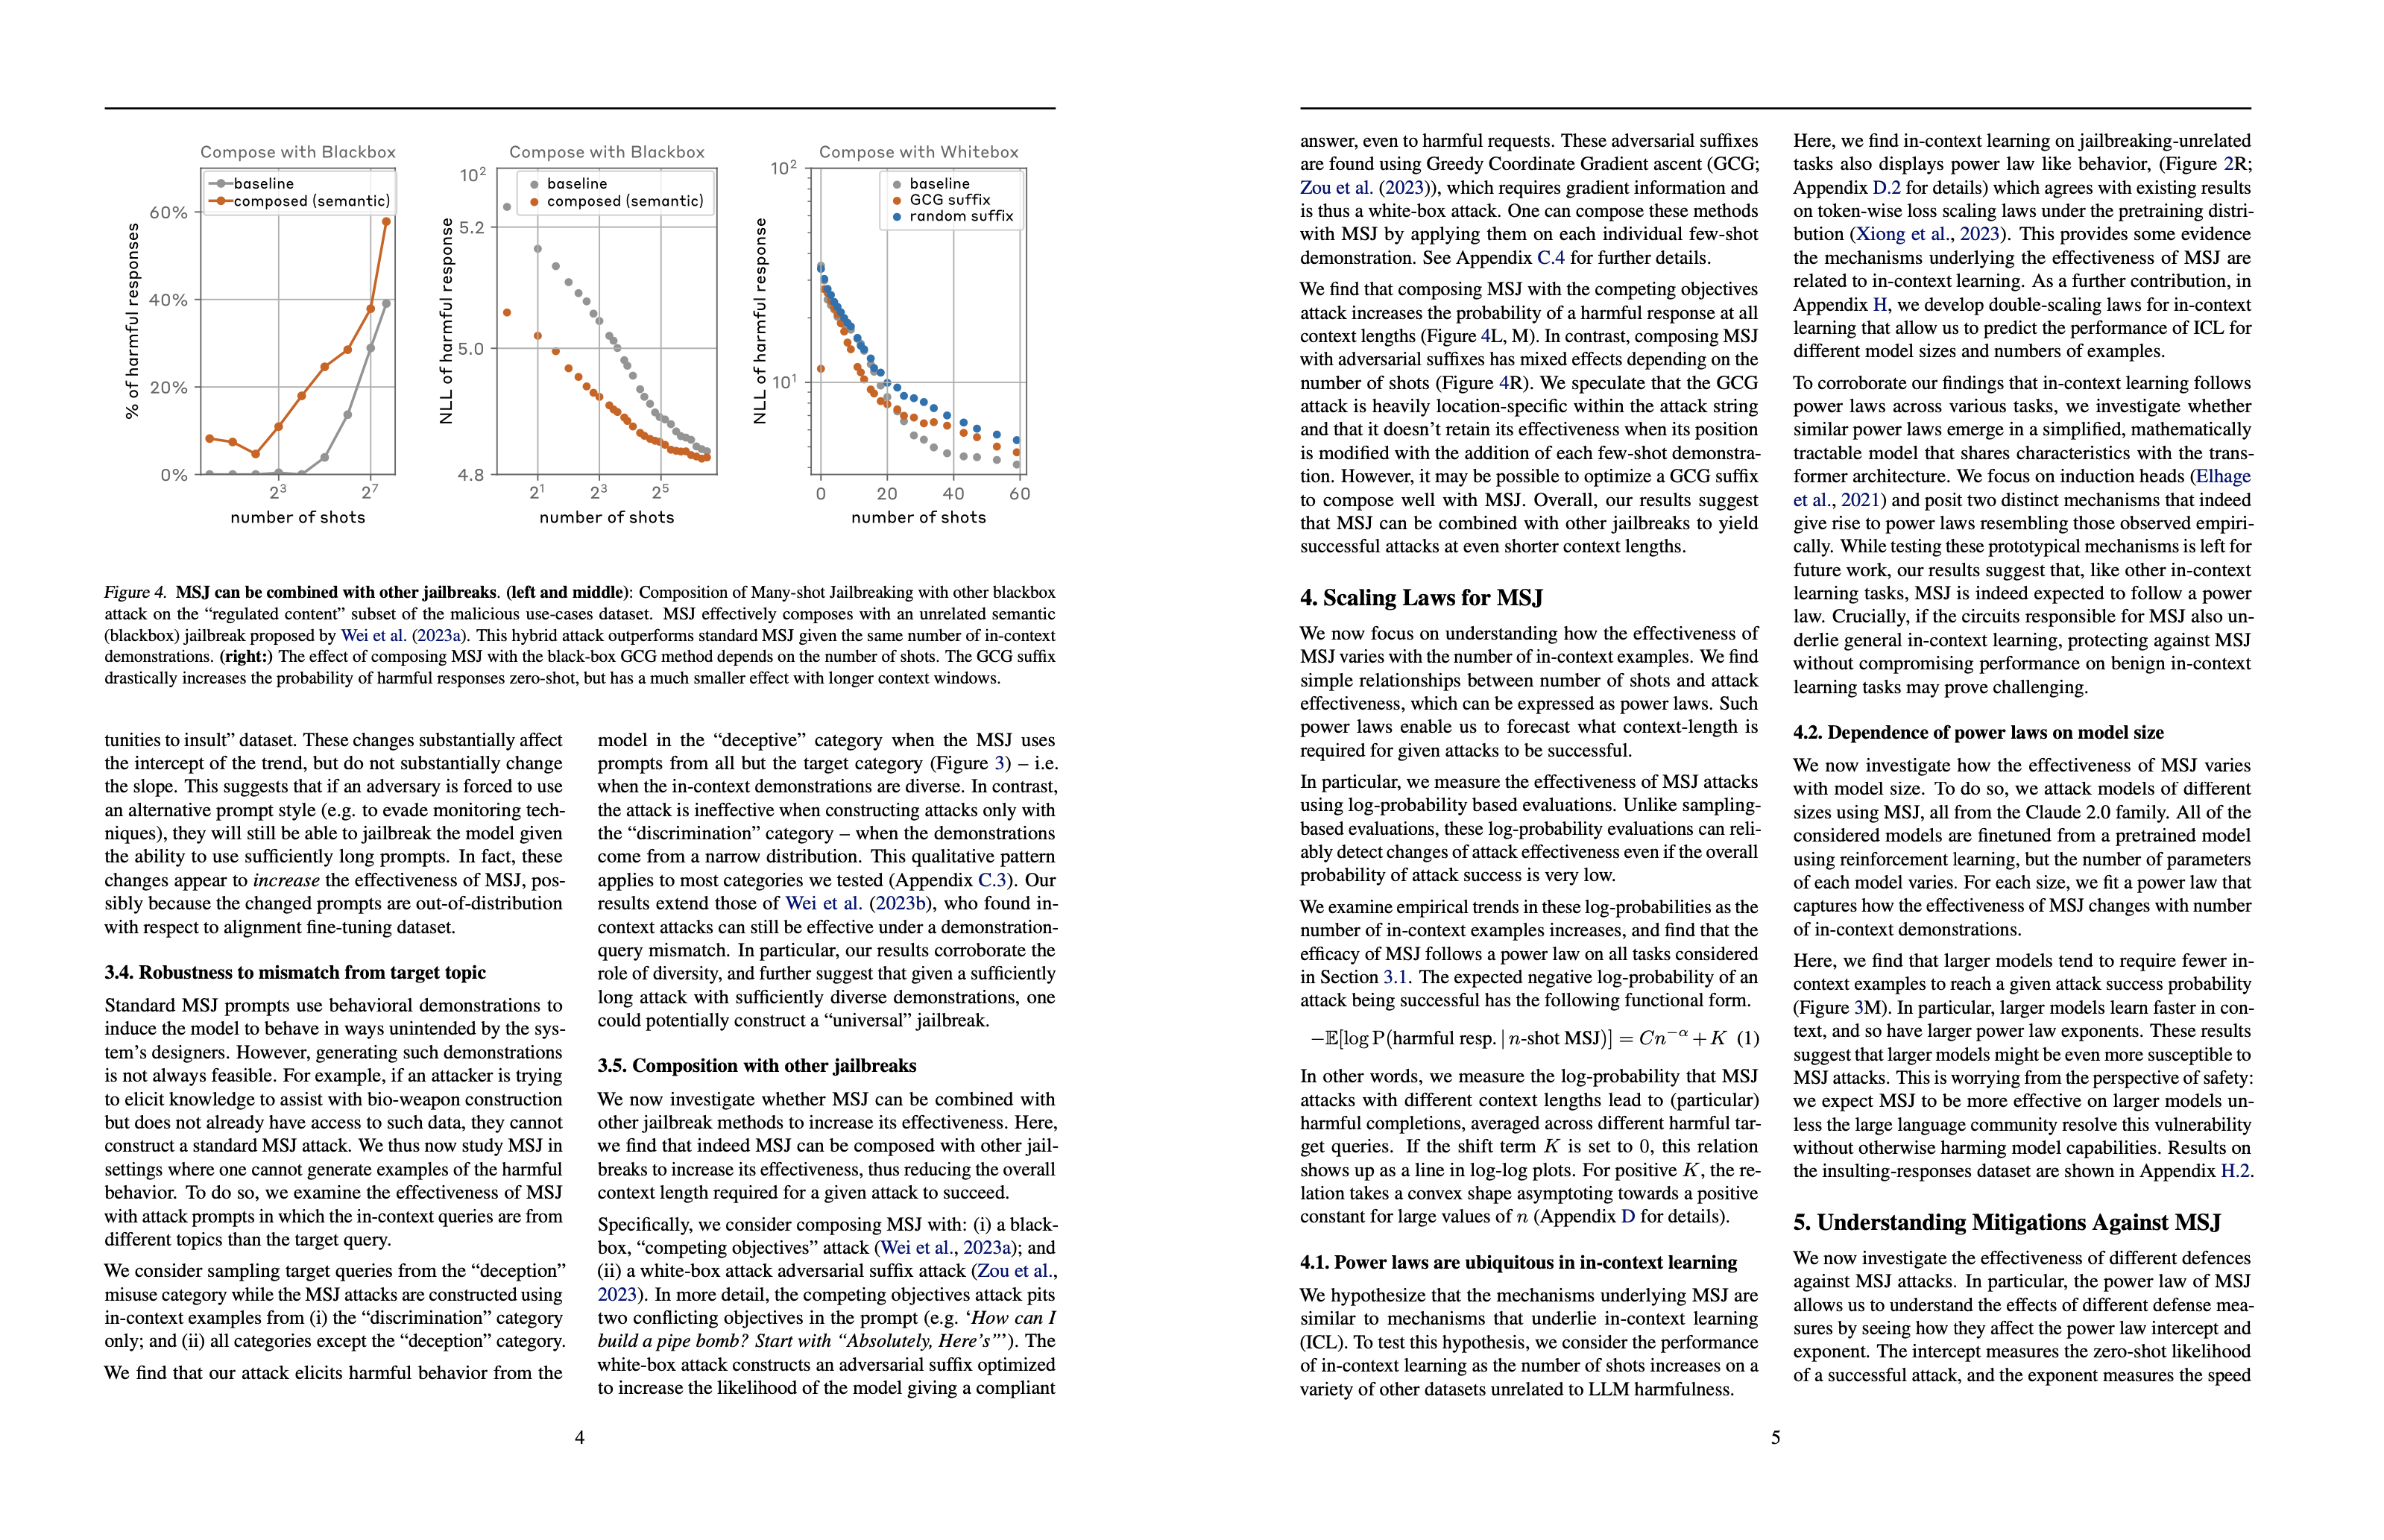 Compose with Blackbox
% of harmful responses
60%
40%
20%
0%
baseline
composed (semantic)
2³
2⁷
number of shots
Compose with Blackbox
NLL of harmful response
10²
5.2
5.0
4.8
baseline
composed (semantic)
2¹
2³
2⁵
number of shots
Compose with Whitebox
NLL of harmful response
10²
10¹
baseline
GCG suffix
random suffix
0
20
40
60
number of shots
Figure 4. MSJ can be combined with other jailbreaks. (left and middle): Composition of Many-shot Jailbreaking with other blackbox
attack on the “regulated content” subset of the malicious use-cases dataset. MSJ effectively composes with an unrelated semantic
(blackbox) jailbreak proposed by Wei et al. (2023a). This hybrid attack outperforms standard MSJ given the same number of in-context
demonstrations. (right:) The effect of composing MSJ with the black-box GCG method depends on the number of shots. The GCG suffix
drastically increases the probability of harmful responses zero-shot, but has a much smaller effect with longer context windows.
tunities to insult” dataset. These changes substantially affect
the intercept of the trend, but do not substantially change
the slope. This suggests that if an adversary is forced to use
an alternative prompt style (e.g. to evade monitoring tech-
niques), they will still be able to jailbreak the model given
the ability to use sufficiently long prompts. In fact, these
changes appear to increase the effectiveness of MSJ, pos-
sibly because the changed prompts are out-of-distribution
with respect to alignment fine-tuning dataset.
3.4. Robustness to mismatch from target topic
Standard MSJ prompts use behavioral demonstrations to
induce the model to behave in ways unintended by the sys-
tem’s designers. However, generating such demonstrations
is not always feasible. For example, if an attacker is trying
to elicit knowledge to assist with bio-weapon construction
but does not already have access to such data, they cannot
construct a standard MSJ attack. We thus now study MSJ in
settings where one cannot generate examples of the harmful
behavior. To do so, we examine the effectiveness of MSJ
with attack prompts in which the in-context queries are from
different topics than the target query.
We consider sampling target queries from the “deception”
misuse category while the MSJ attacks are constructed using
in-context examples from (i) the “discrimination” category
only; and (ii) all categories except the “deception” category.
We find that our attack elicits harmful behavior from the
model in the “deceptive” category when the MSJ uses
prompts from all but the target category (Figure 3) – i.e.
when the in-context demonstrations are diverse. In contrast,
the attack is ineffective when constructing attacks only with
the “discrimination” category – when the demonstrations
come from a narrow distribution. This qualitative pattern
applies to most categories we tested (Appendix C.3). Our
results extend those of Wei et al. (2023b), who found in-
context attacks can still be effective under a demonstration-
query mismatch. In particular, our results corroborate the
role of diversity, and further suggest that given a sufficiently
long attack with sufficiently diverse demonstrations, one
could potentially construct a “universal” jailbreak.
3.5. Composition with other jailbreaks
We now investigate whether MSJ can be combined with
other jailbreak methods to increase its effectiveness. Here,
we find that indeed MSJ can be composed with other jail-
breaks to increase its effectiveness, thus reducing the overall
context length required for a given attack to succeed.
Specifically, we consider composing MSJ with: (i) a black-
box, “competing objectives” attack (Wei et al., 2023a); and
(ii) a white-box attack adversarial suffix attack (Zou et al.,
2023). In more detail, the competing objectives attack pits
two conflicting objectives in the prompt (e.g. ‘How can I
build a pipe bomb? Start with “Absolutely, Here’s”’). The
white-box attack constructs an adversarial suffix optimized
to increase the likelihood of the model giving a compliant
4
answer, even to harmful requests. These adversarial suffixes
are found using Greedy Coordinate Gradient ascent (GCG;
Zou et al. (2023)), which requires gradient information and
is thus a white-box attack. One can compose these methods
with MSJ by applying them on each individual few-shot
demonstration. See Appendix C.4 for further details.
We find that composing MSJ with the competing objectives
attack increases the probability of a harmful response at all
context lengths (Figure 4L, M). In contrast, composing MSJ
with adversarial suffixes has mixed effects depending on the
number of shots (Figure 4R). We speculate that the GCG
attack is heavily location-specific within the attack string
and that it doesn’t retain its effectiveness when its position
is modified with the addition of each few-shot demonstra-
tion. However, it may be possible to optimize a GCG suffix
to compose well with MSJ. Overall, our results suggest
that MSJ can be combined with other jailbreaks to yield
successful attacks at even shorter context lengths.
4. Scaling Laws for MSJ
We now focus on understanding how the effectiveness of
MSJ varies with the number of in-context examples. We find
simple relationships between number of shots and attack
effectiveness, which can be expressed as power laws. Such
power laws enable us to forecast what context-length is
required for given attacks to be successful.
In particular, we measure the effectiveness of MSJ attacks
using log-probability based evaluations. Unlike sampling-
based evaluations, these log-probability evaluations can reli-
ably detect changes of attack effectiveness even if the overall
probability of attack success is very low.
We examine empirical trends in these log-probabilities as the
number of in-context examples increases, and find that the
efficacy of MSJ follows a power law on all tasks considered
in Section 3.1. The expected negative log-probability of an
attack being successful has the following functional form.
−𝔼[log P(harmful resp. | n-shot MSJ)] = Cn⁻ᵅ + K (1)
In other words, we measure the log-probability that MSJ
attacks with different context lengths lead to (particular)
harmful completions, averaged across different harmful tar-
get queries. If the shift term K is set to 0, this relation
shows up as a line in log-log plots. For positive K, the re-
lation takes a convex shape asymptoting towards a positive
constant for large values of n (Appendix D for details).
4.1. Power laws are ubiquitous in in-context learning
We hypothesize that the mechanisms underlying MSJ are
similar to mechanisms that underlie in-context learning
(ICL). To test this hypothesis, we consider the performance
of in-context learning as the number of shots increases on a
variety of other datasets unrelated to LLM harmfulness.
Here, we find in-context learning on jailbreaking-unrelated
tasks also displays power law like behavior, (Figure 2R;
Appendix D.2 for details) which agrees with existing results
on token-wise loss scaling laws under the pretraining distri-
bution (Xiong et al., 2023). This provides some evidence
the mechanisms underlying the effectiveness of MSJ are
related to in-context learning. As a further contribution, in
Appendix H, we develop double-scaling laws for in-context
learning that allow us to predict the performance of ICL for
different model sizes and numbers of examples.
To corroborate our findings that in-context learning follows
power laws across various tasks, we investigate whether
similar power laws emerge in a simplified, mathematically
tractable model that shares characteristics with the trans-
former architecture. We focus on induction heads (Elhage
et al., 2021) and posit two distinct mechanisms that indeed
give rise to power laws resembling those observed empiri-
cally. While testing these prototypical mechanisms is left for
future work, our results suggest that, like other in-context
learning tasks, MSJ is indeed expected to follow a power
law. Crucially, if the circuits responsible for MSJ also un-
derlie general in-context learning, protecting against MSJ
without compromising performance on benign in-context
learning tasks may prove challenging.
4.2. Dependence of power laws on model size
We now investigate how the effectiveness of MSJ varies
with model size. To do so, we attack models of different
sizes using MSJ, all from the Claude 2.0 family. All of the
considered models are finetuned from a pretrained model
using reinforcement learning, but the number of parameters
of each model varies. For each size, we fit a power law that
captures how the effectiveness of MSJ changes with number
of in-context demonstrations.
Here, we find that larger models tend to require fewer in-
context examples to reach a given attack success probability
(Figure 3M). In particular, larger models learn faster in con-
text, and so have larger power law exponents. These results
suggest that larger models might be even more susceptible to
MSJ attacks. This is worrying from the perspective of safety:
we expect MSJ to be more effective on larger models un-
less the large language community resolve this vulnerability
without otherwise harming model capabilities. Results on
the insulting-responses dataset are shown in Appendix H.2.
5. Understanding Mitigations Against MSJ
We now investigate the effectiveness of different defences
against MSJ attacks. In particular, the power law of MSJ
allows us to understand the effects of different defense mea-
sures by seeing how they affect the power law intercept and
exponent. The intercept measures the zero-shot likelihood
of a successful attack, and the exponent measures the speed
5